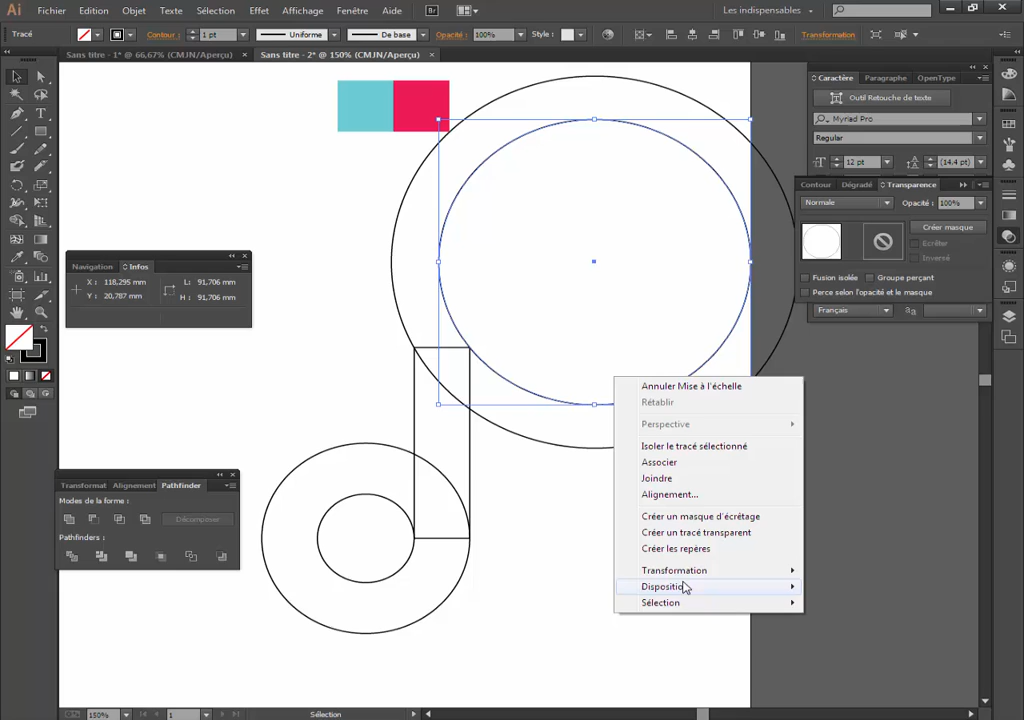 Ai Fichier Edition Objet Texte Sélection Effet Affichage Fenêtre Aide Br Les indispensables
Tracé Contour : 1 pt Uniforme De base Opacité : 100% Style : Transformation
Sans titre - 1* @ 66,67% (CMJN/Aperçu) × Sans titre - 2* @ 150% (CMJN/Aperçu) ×
Caractère Paragraphe OpenType
Outil Retouche de texte
Myriad Pro
Regular
12 pt (14,4 pt)
Contour Dégradé Transparence
Normale Opacité : 100%
Créer masque
Ecrêter
Inversé
Fusion isolée Groupe perçant
Perce selon l'opacité et le masque
Français
Navigation Infos
X : 118,295 mm L : 91,706 mm
Y : 20,787 mm H : 91,706 mm
Annuler Mise à l'échelle
Rétablir
Perspective
Isoler le tracé sélectionné
Associer
Joindre
Alignement...
Créer un masque d'écrêtage
Créer un tracé transparent
Créer les repères
Transformation
Disposition
Sélection
Transformat Alignement Pathfinder
Modes de la forme :
Décomposer
Pathfinders :
150% 1 Sélection